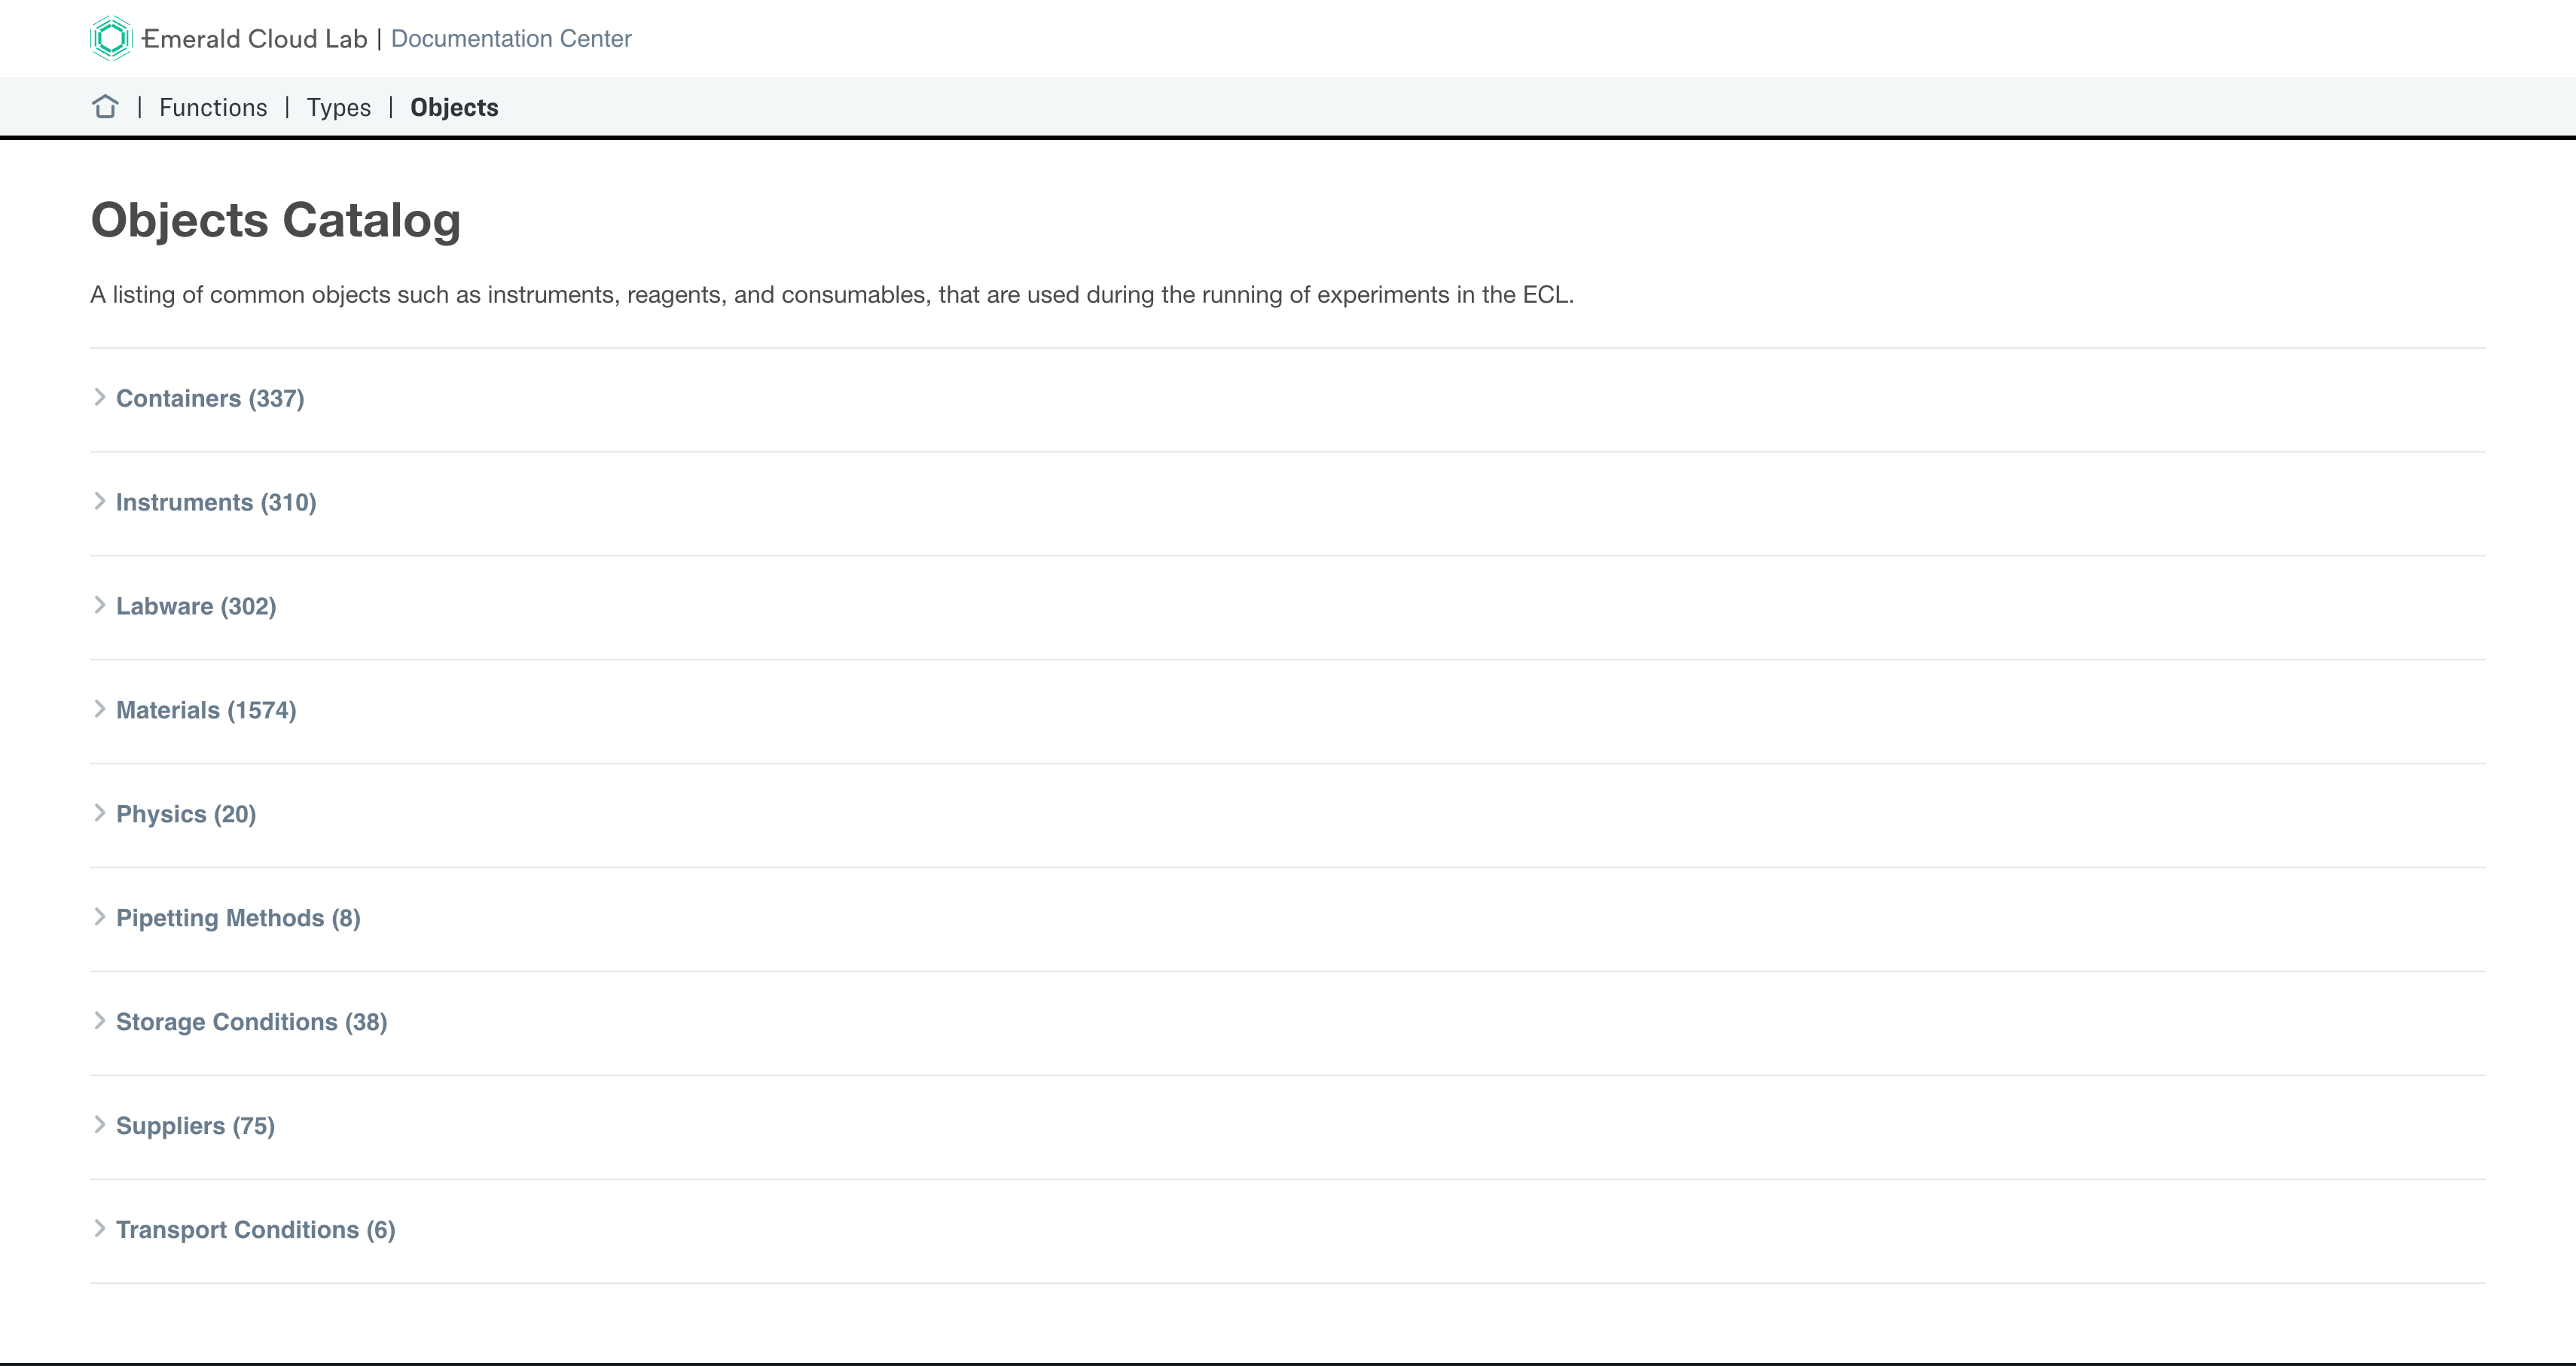 Emerald Cloud Lab | Documentation Center
| Functions | Types | Objects
Objects Catalog
A listing of common objects such as instruments, reagents, and consumables, that are used during the running of experiments in the ECL.
Containers (337)
Instruments (310)
Labware (302)
Materials (1574)
Physics (20)
Pipetting Methods (8)
Storage Conditions (38)
Suppliers (75)
Transport Conditions (6)